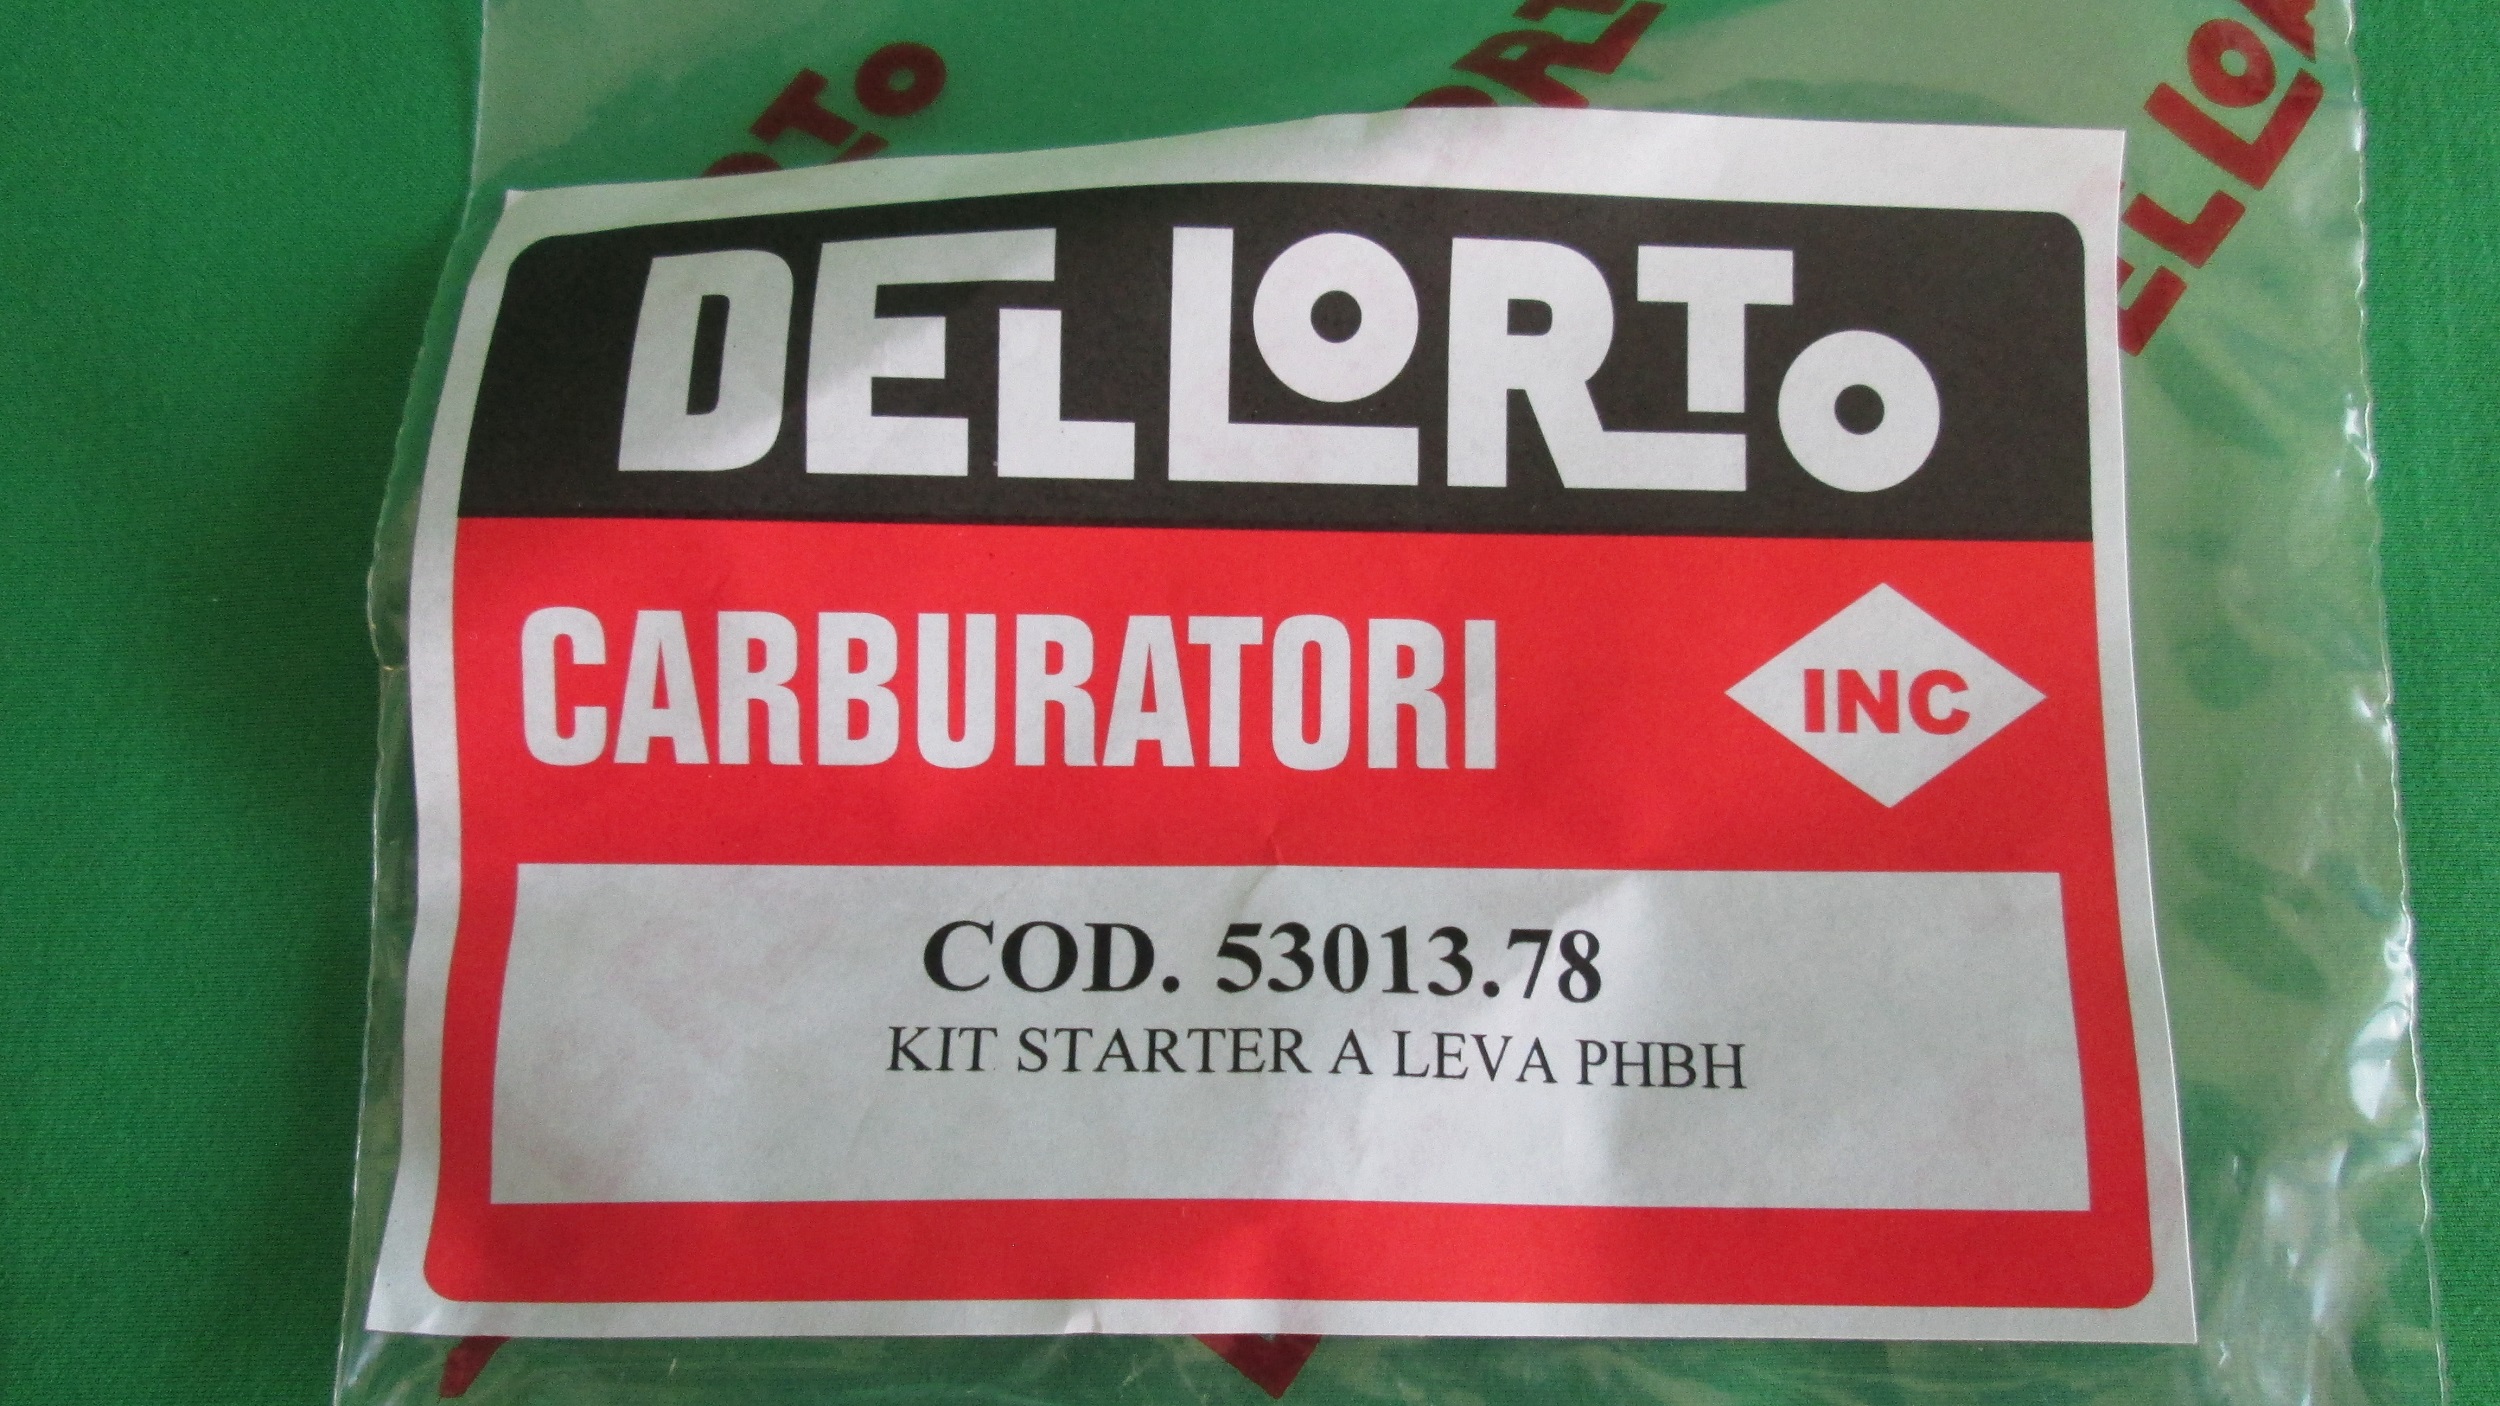 DELLORTO
CARBURATORI
INC
COD. 53013.78
KIT STARTER A LEVA PHBH